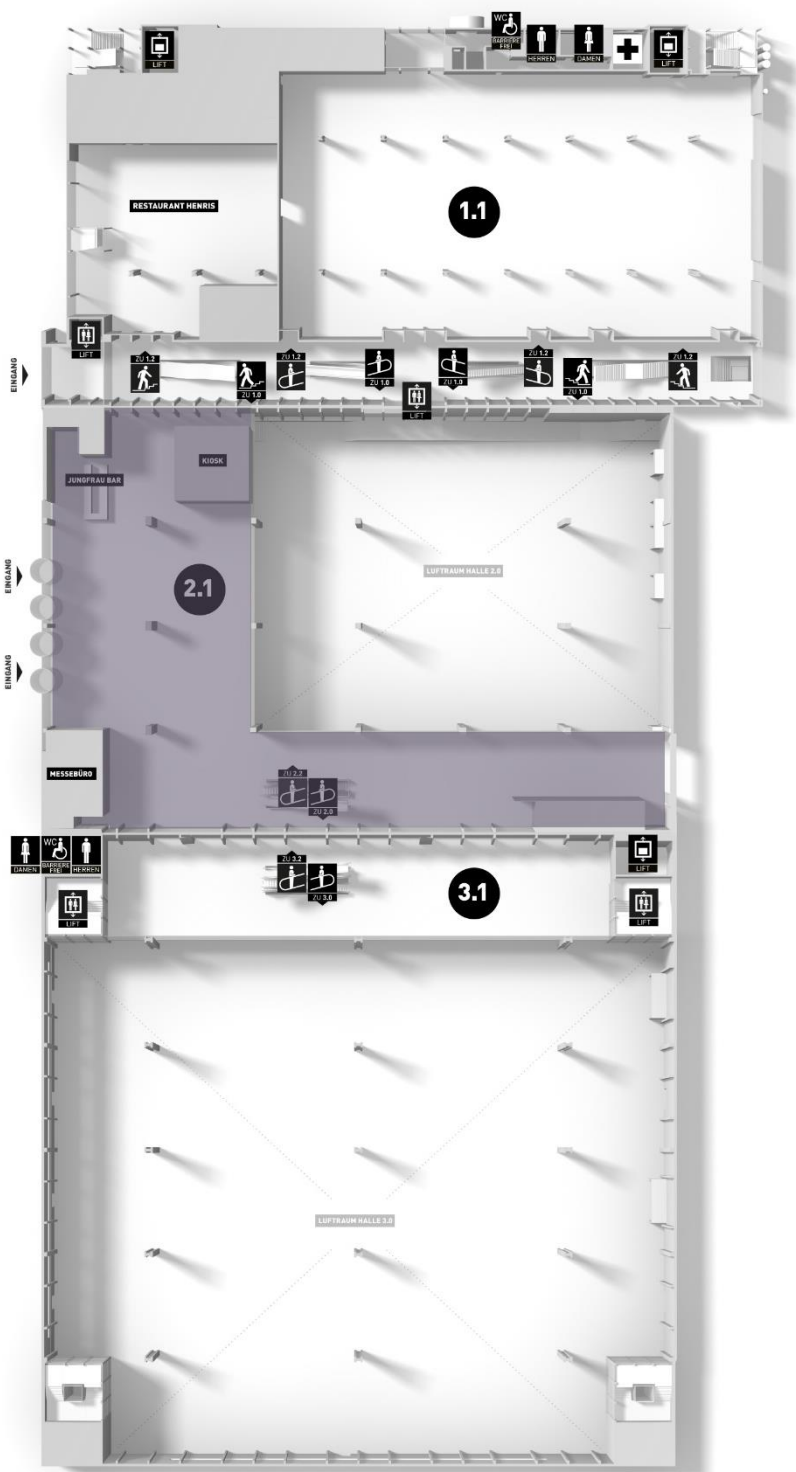 WC
BARRIERE
FREI
HERREN
DAMEN
LIFT
LIFT
RESTAURANT HENRIS
1.1
LIFT
EINGANG
ZU 1.2
ZU 1.0
ZU 1.2
ZU 1.0
ZU 1.0
ZU 1.2
ZU 1.0
ZU 1.2
LIFT
JUNGFRAU BAR
KIOSK
EINGANG
2.1
LUFTRAUM HALLE 2.0
EINGANG
MESSEBÜRO
ZU 2.2
ZU 2.0
DAMEN
WC
BARRIERE
FREI
HERREN
LIFT
ZU 3.2
ZU 3.0
3.1
LIFT
LIFT
LUFTRAUM HALLE 3.0